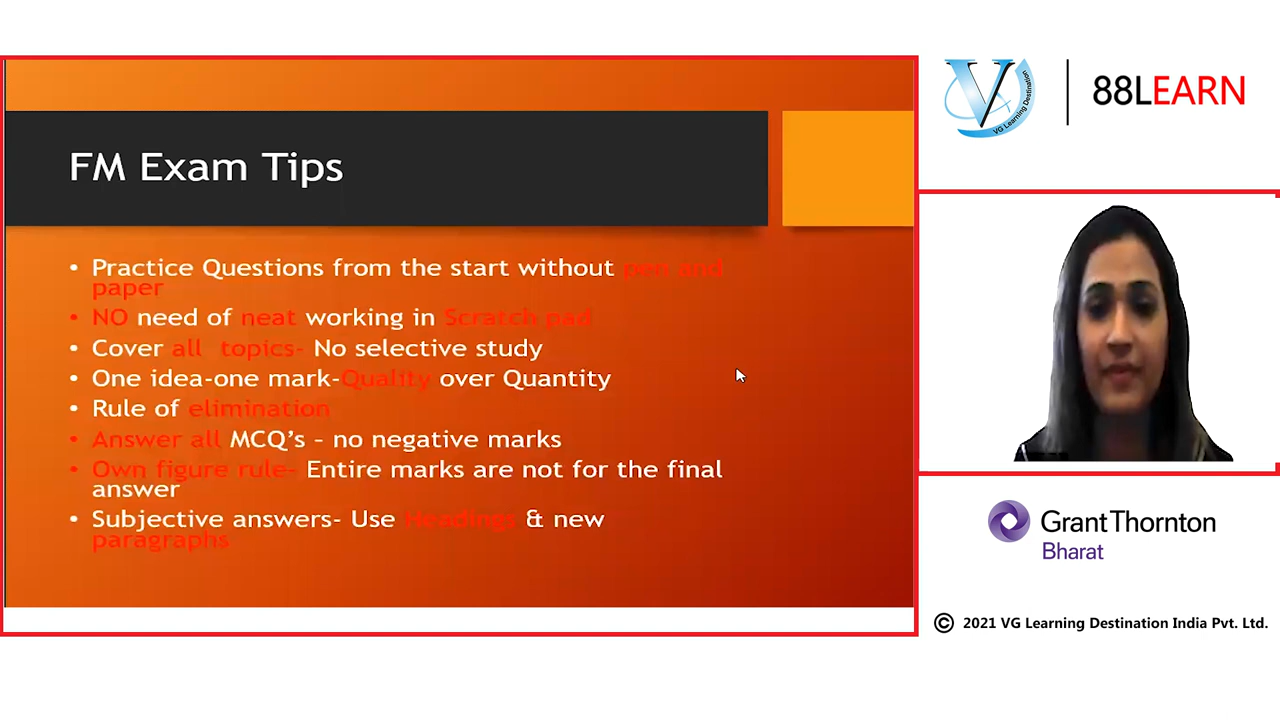 FM Exam Tips
• Practice Questions from the start without pen and
paper
• NO need of neat working in Scratch pad
• Cover all topics- No selective study
• One idea-one mark-Quality over Quantity
• Rule of elimination
• Answer all MCQ's – no negative marks
• Own figure rule- Entire marks are not for the final
answer
• Subjective answers- Use Headings & new
paragraphs
V
VG Learning Destination
88LEARN
Grant Thornton
Bharat
© 2021 VG Learning Destination India Pvt. Ltd.